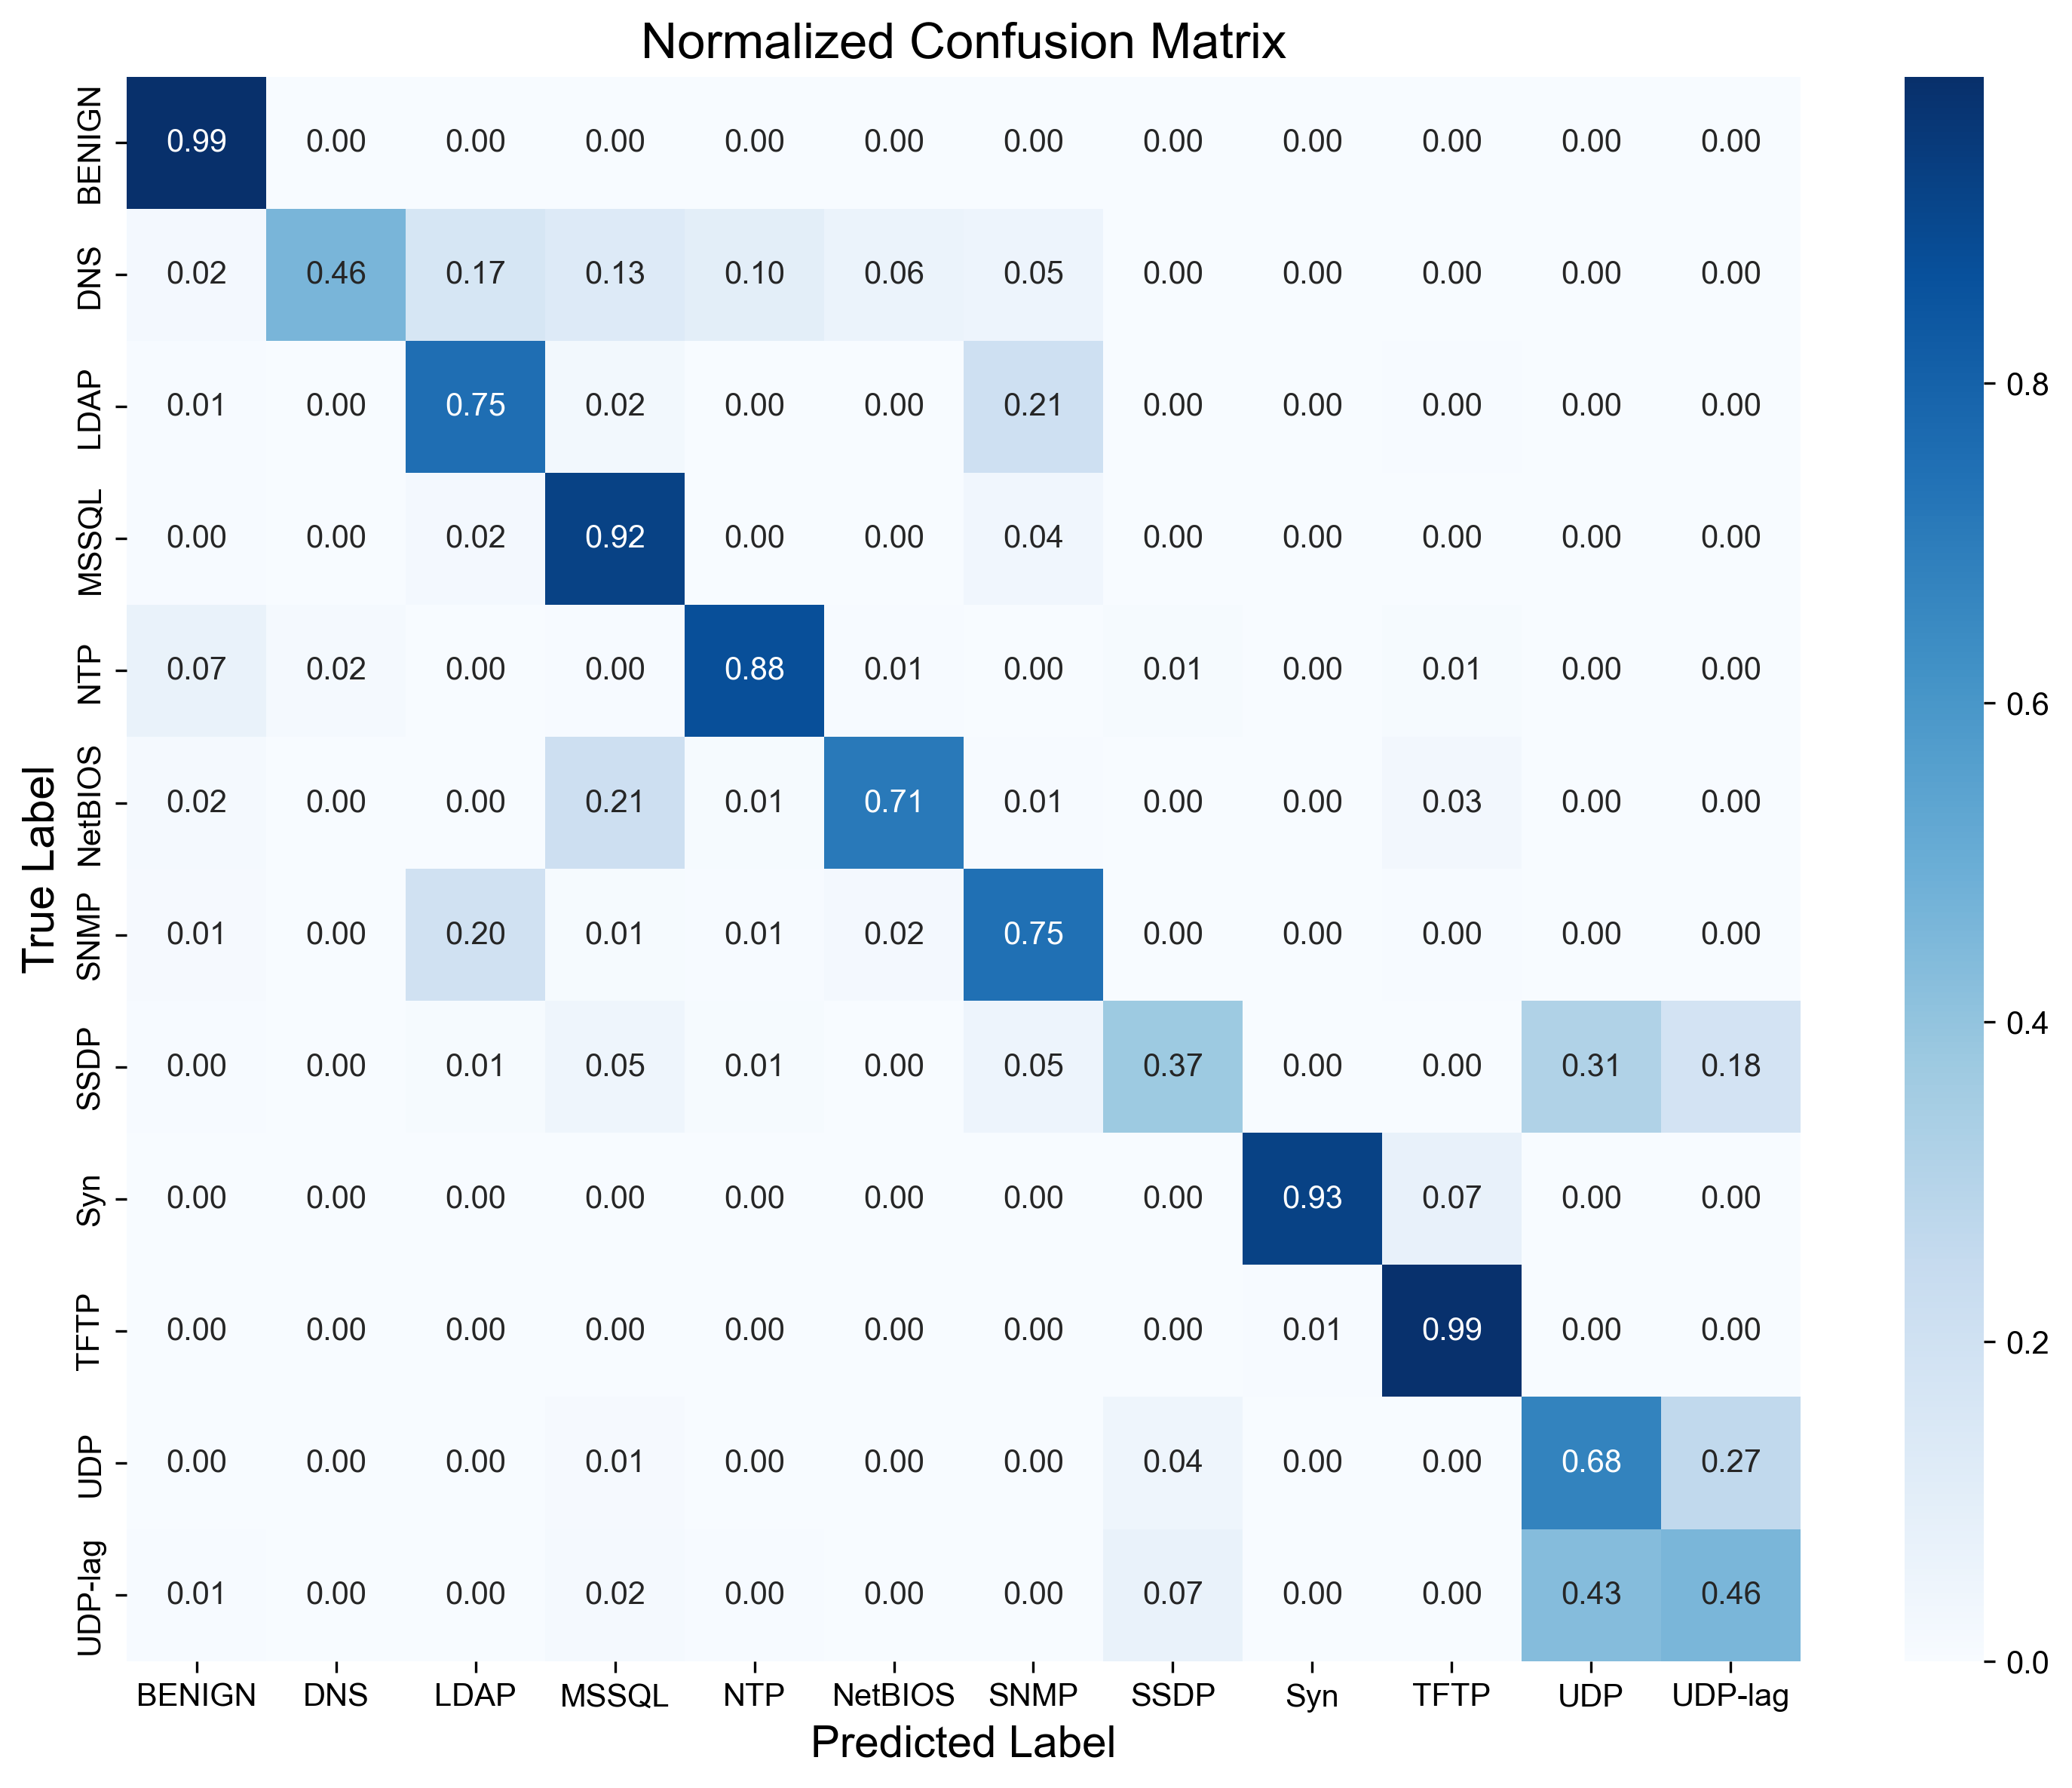 Normalized Confusion Matrix
True Label
BENIGN 0.99 0.00 0.00 0.00 0.00 0.00 0.00 0.00 0.00 0.00 0.00 0.00
DNS 0.02 0.46 0.17 0.13 0.10 0.06 0.05 0.00 0.00 0.00 0.00 0.00
LDAP 0.01 0.00 0.75 0.02 0.00 0.00 0.21 0.00 0.00 0.00 0.00 0.00
MSSQL 0.00 0.00 0.02 0.92 0.00 0.00 0.04 0.00 0.00 0.00 0.00 0.00
NTP 0.07 0.02 0.00 0.00 0.88 0.01 0.00 0.01 0.00 0.01 0.00 0.00
NetBIOS 0.02 0.00 0.00 0.21 0.01 0.71 0.01 0.00 0.00 0.03 0.00 0.00
SNMP 0.01 0.00 0.20 0.01 0.01 0.02 0.75 0.00 0.00 0.00 0.00 0.00
SSDP 0.00 0.00 0.01 0.05 0.01 0.00 0.05 0.37 0.00 0.00 0.31 0.18
Syn 0.00 0.00 0.00 0.00 0.00 0.00 0.00 0.00 0.93 0.07 0.00 0.00
TFTP 0.00 0.00 0.00 0.00 0.00 0.00 0.00 0.00 0.01 0.99 0.00 0.00
UDP 0.00 0.00 0.00 0.01 0.00 0.00 0.00 0.04 0.00 0.00 0.68 0.27
UDP-lag 0.01 0.00 0.00 0.02 0.00 0.00 0.00 0.07 0.00 0.00 0.43 0.46
BENIGN DNS LDAP MSSQL NTP NetBIOS SNMP SSDP Syn TFTP UDP UDP-lag
Predicted Label
0.8
0.6
0.4
0.2
0.0